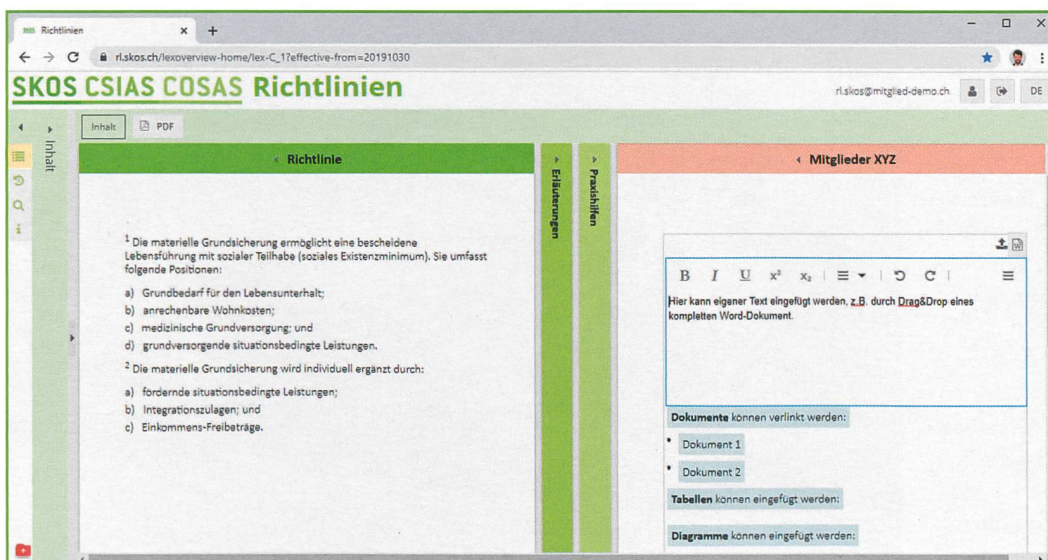 Richtlinien
rl.skos.ch/lexoverview-home/lex-C_1?effective-from=20191030
SKOS CSIAS COSAS Richtlinien
rl.skos@mitglied-demo.ch
DE
Inhalt
Inhalt
PDF
Richtlinie
Erläuterungen
Praxishilfen
Mitglieder XYZ
1 Die materielle Grundsicherung ermöglicht eine bescheidene
Lebensführung mit sozialer Teilhabe (soziales Existenzminimum). Sie umfasst
folgende Positionen:
a) Grundbedarf für den Lebensunterhalt;
b) anrechenbare Wohnkosten;
c) medizinische Grundversorgung; und
d) grundversorgende situationsbedingte Leistungen.
2 Die materielle Grundsicherung wird individuell ergänzt durch:
a) fördernde situationsbedingte Leistungen;
b) Integrationszulagen; und
c) Einkommens-Freibeträge.
B I U x² x₂
Hier kann eigener Text eingefügt werden, z.B. durch Drag&Drop eines
kompletten Word-Dokument.
Dokumente können verlinkt werden:
• Dokument 1
• Dokument 2
Tabellen können eingefügt werden:
Diagramme können eingefügt werden: